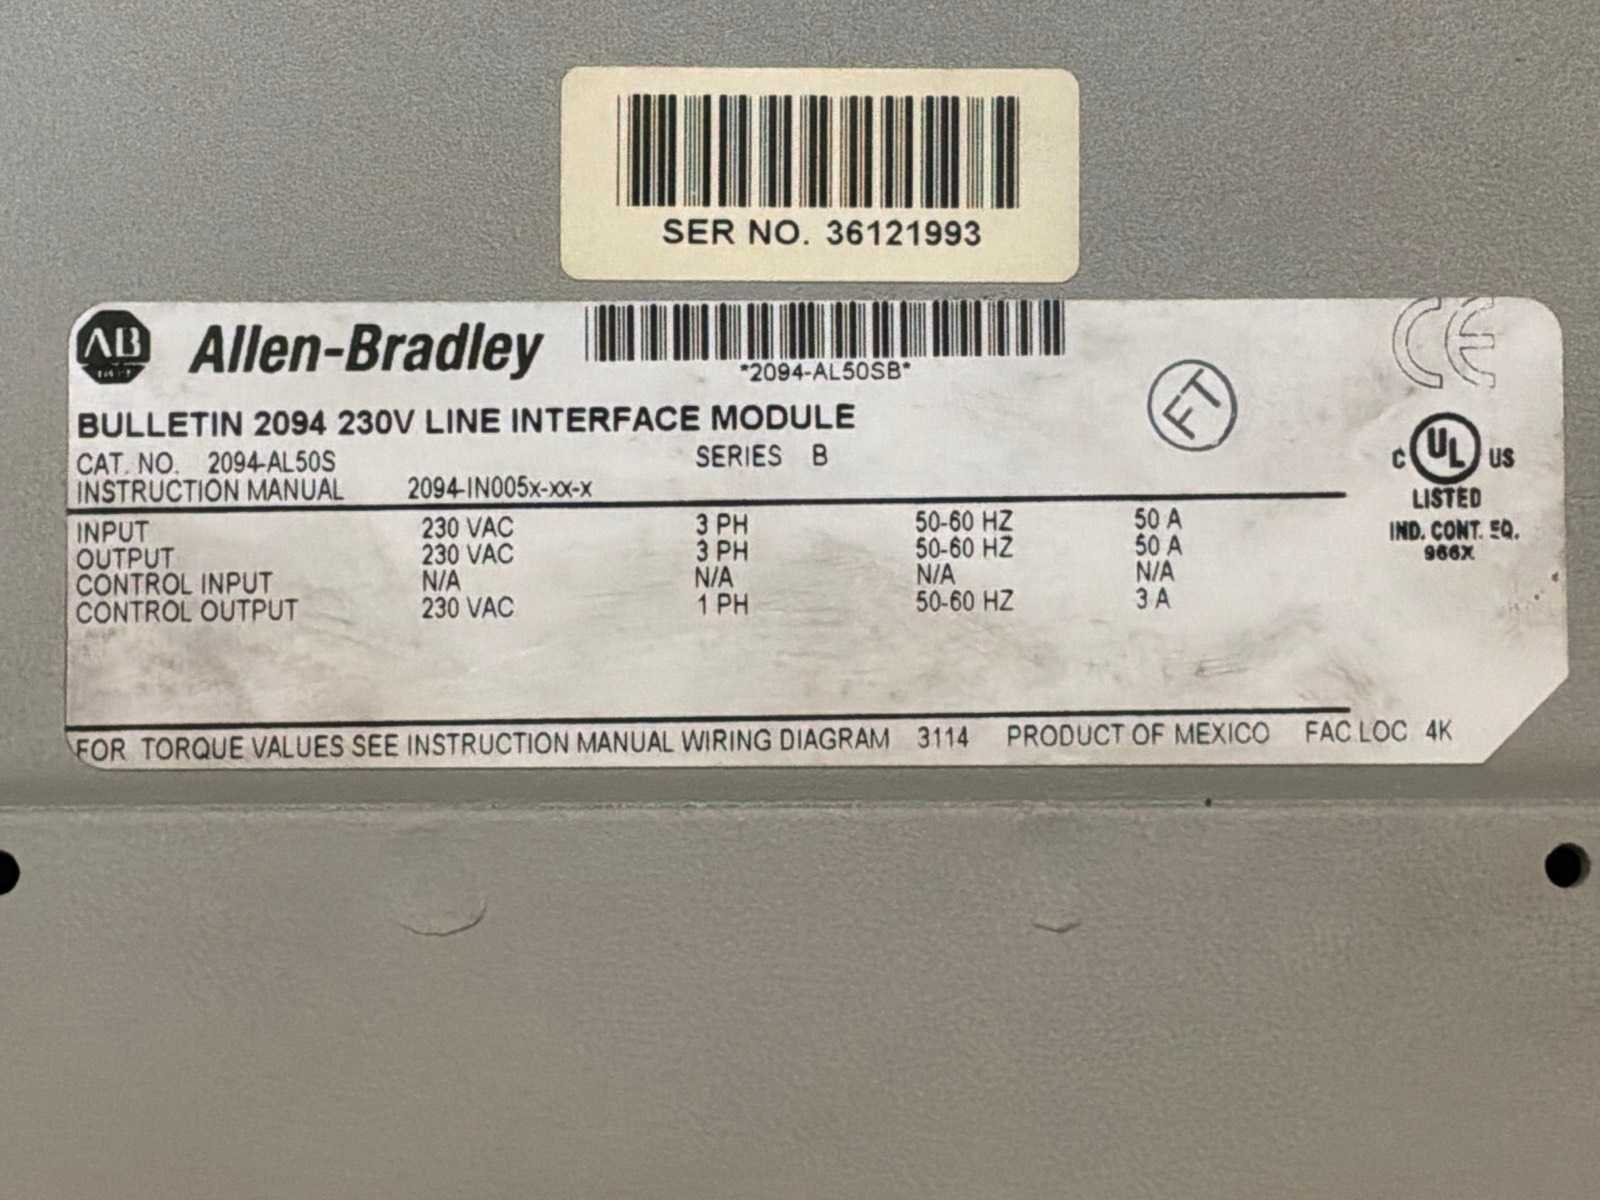 SER NO. 36121993
AB
Allen-Bradley
*2094-AL50SB*
CE
FT
BULLETIN 2094 230V LINE INTERFACE MODULE
CAT. NO. 2094-AL50S SERIES B
INSTRUCTION MANUAL 2094-IN005x-xx-x
C UL US
LISTED
IND. CONT. EQ.
966X
INPUT 230 VAC 3 PH 50-60 HZ 50 A
OUTPUT 230 VAC 3 PH 50-60 HZ 50 A
CONTROL INPUT N/A N/A N/A N/A
CONTROL OUTPUT 230 VAC 1 PH 50-60 HZ 3 A
FOR TORQUE VALUES SEE INSTRUCTION MANUAL WIRING DIAGRAM 3114 PRODUCT OF MEXICO FAC LOC 4K